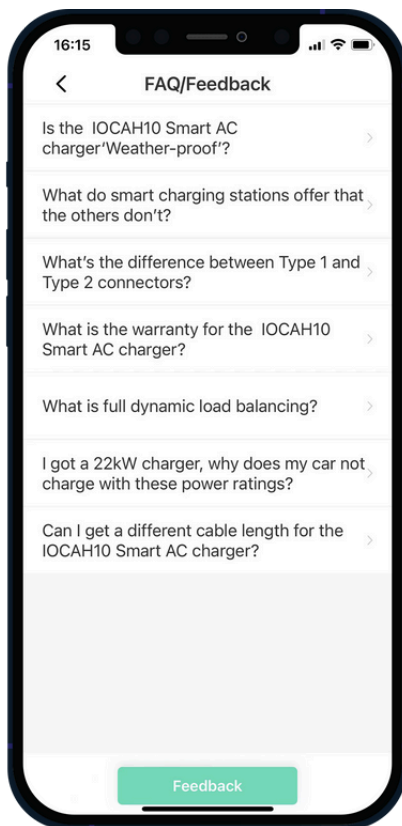 16:15
FAQ/Feedback
Is the IOCAH10 Smart AC
charger‘Weather-proof’?
What do smart charging stations offer that
the others don’t?
What’s the difference between Type 1 and
Type 2 connectors?
What is the warranty for the IOCAH10
Smart AC charger?
What is full dynamic load balancing?
I got a 22kW charger, why does my car not
charge with these power ratings?
Can I get a different cable length for the
IOCAH10 Smart AC charger?
Feedback